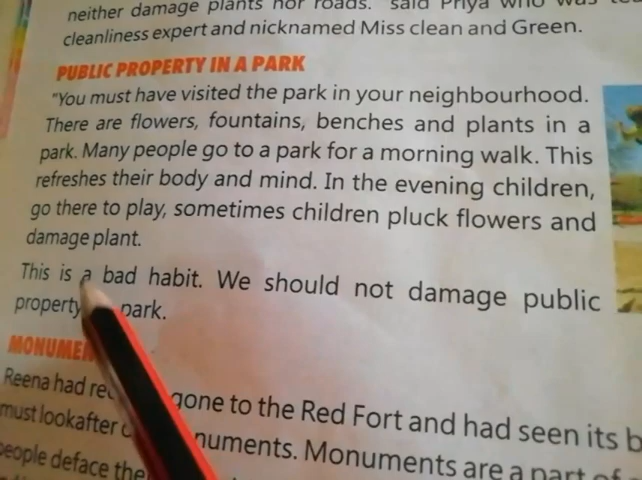 neither damage plants nor roads." said Priya who was
cleanliness expert and nicknamed Miss clean and Green.
PUBLIC PROPERTY IN A PARK
"You must have visited the park in your neighbourhood.
There are flowers, fountains, benches and plants in a
park. Many people go to a park for a morning walk. This
refreshes their body and mind. In the evening children,
go there to play, sometimes children pluck flowers and
damage plant.
This is a bad habit. We should not damage public
property park.
MONUMEN
Reena had gone to the Red Fort and had seen its
must lookafter numents. Monuments are a part of
people deface the